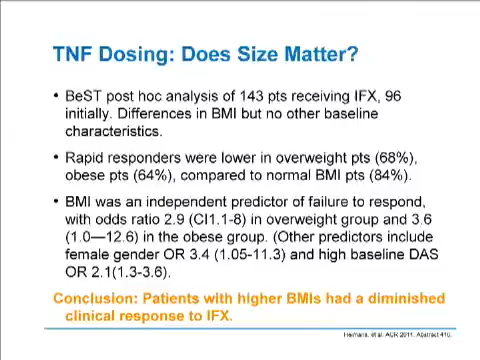 TNF Dosing: Does Size Matter?
• BeST post hoc analysis of 143 pts receiving IFX, 96
initially. Differences in BMI but no other baseline
characteristics.
• Rapid responders were lower in overweight pts (68%),
obese pts (64%), compared to normal BMI pts (84%).
• BMI was an independent predictor of failure to respond,
with odds ratio 2.9 (CI1.1-8) in overweight group and 3.6
(1.0—12.6) in the obese group. (Other predictors include
female gender OR 3.4 (1.05-11.3) and high baseline DAS
OR 2.1(1.3-3.6).
Conclusion: Patients with higher BMIs had a diminished
clinical response to IFX.
Heimans, et al. ACR 2011. Abstract 410.